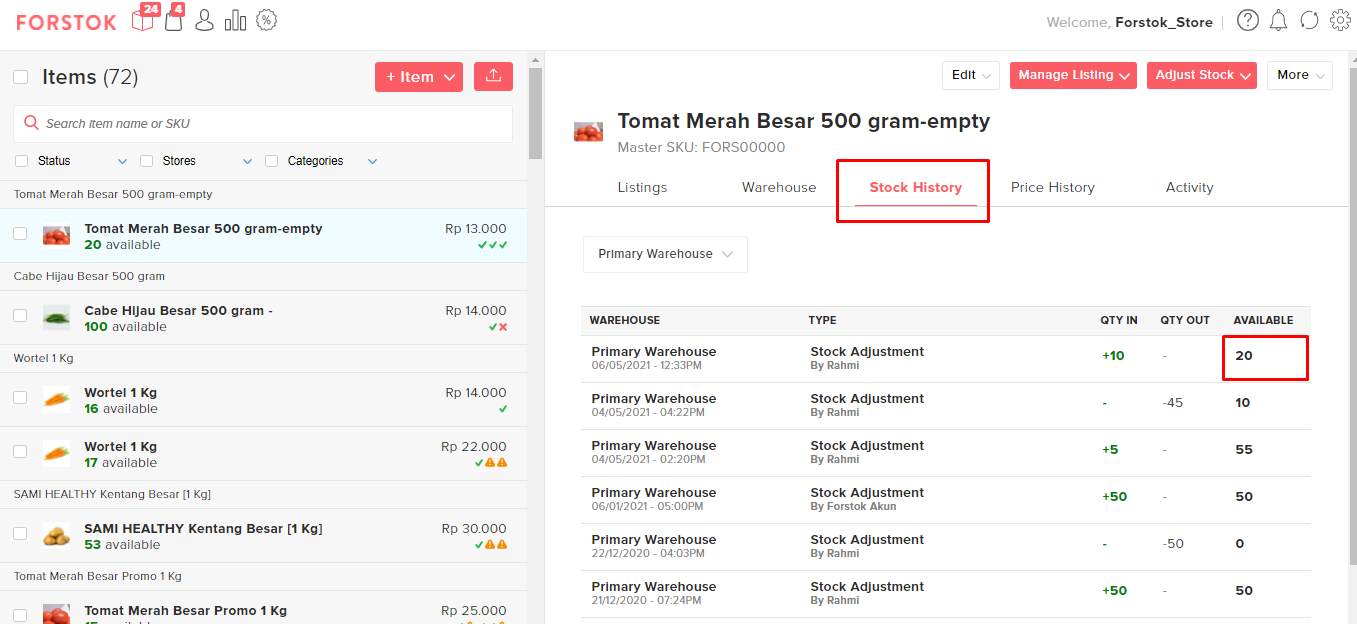 FORSTOK
24
4
Welcome, Forstok_Store
Items (72)
+ Item
Search Item name or SKU
Status
Stores
Categories
Tomat Merah Besar 500 gram-empty
Tomat Merah Besar 500 gram-empty
Rp 13.000
20 available
Cabe Hijau Besar 500 gram
Cabe Hijau Besar 500 gram -
Rp 14.000
100 available
Wortel 1 Kg
Wortel 1 Kg
Rp 14.000
16 available
Wortel 1 Kg
Rp 22.000
17 available
SAMI HEALTHY Kentang Besar [1 Kg]
SAMI HEALTHY Kentang Besar [1 Kg]
Rp 30.000
53 available
Tomat Merah Besar Promo 1 Kg
Tomat Merah Besar Promo 1 Kg
Rp 25.000
Edit
Manage Listing
Adjust Stock
More
Tomat Merah Besar 500 gram-empty
Master SKU: FORS00000
Listings
Warehouse
Stock History
Price History
Activity
Primary Warehouse
WAREHOUSE TYPE QTY IN QTY OUT AVAILABLE
Primary Warehouse Stock Adjustment +10 - 20
06/05/2021 - 12:33PM By Rahmi
Primary Warehouse Stock Adjustment - -45 10
04/05/2021 - 04:22PM By Rahmi
Primary Warehouse Stock Adjustment +5 - 55
04/05/2021 - 02:20PM By Rahmi
Primary Warehouse Stock Adjustment +50 - 50
06/01/2021 - 05:00PM By Forstok Akun
Primary Warehouse Stock Adjustment - -50 0
22/12/2020 - 04:03PM By Rahmi
Primary Warehouse Stock Adjustment +50 - 50
21/12/2020 - 07:24PM By Rahmi